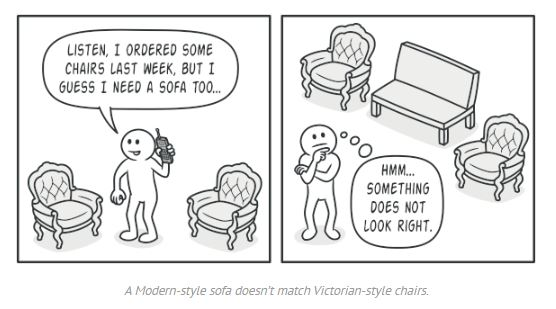 LISTEN, I ORDERED SOME
CHAIRS LAST WEEK, BUT I
GUESS I NEED A SOFA TOO...
HMM...
SOMETHING
DOES NOT
LOOK RIGHT.
A Modern-style sofa doesn't match Victorian-style chairs.